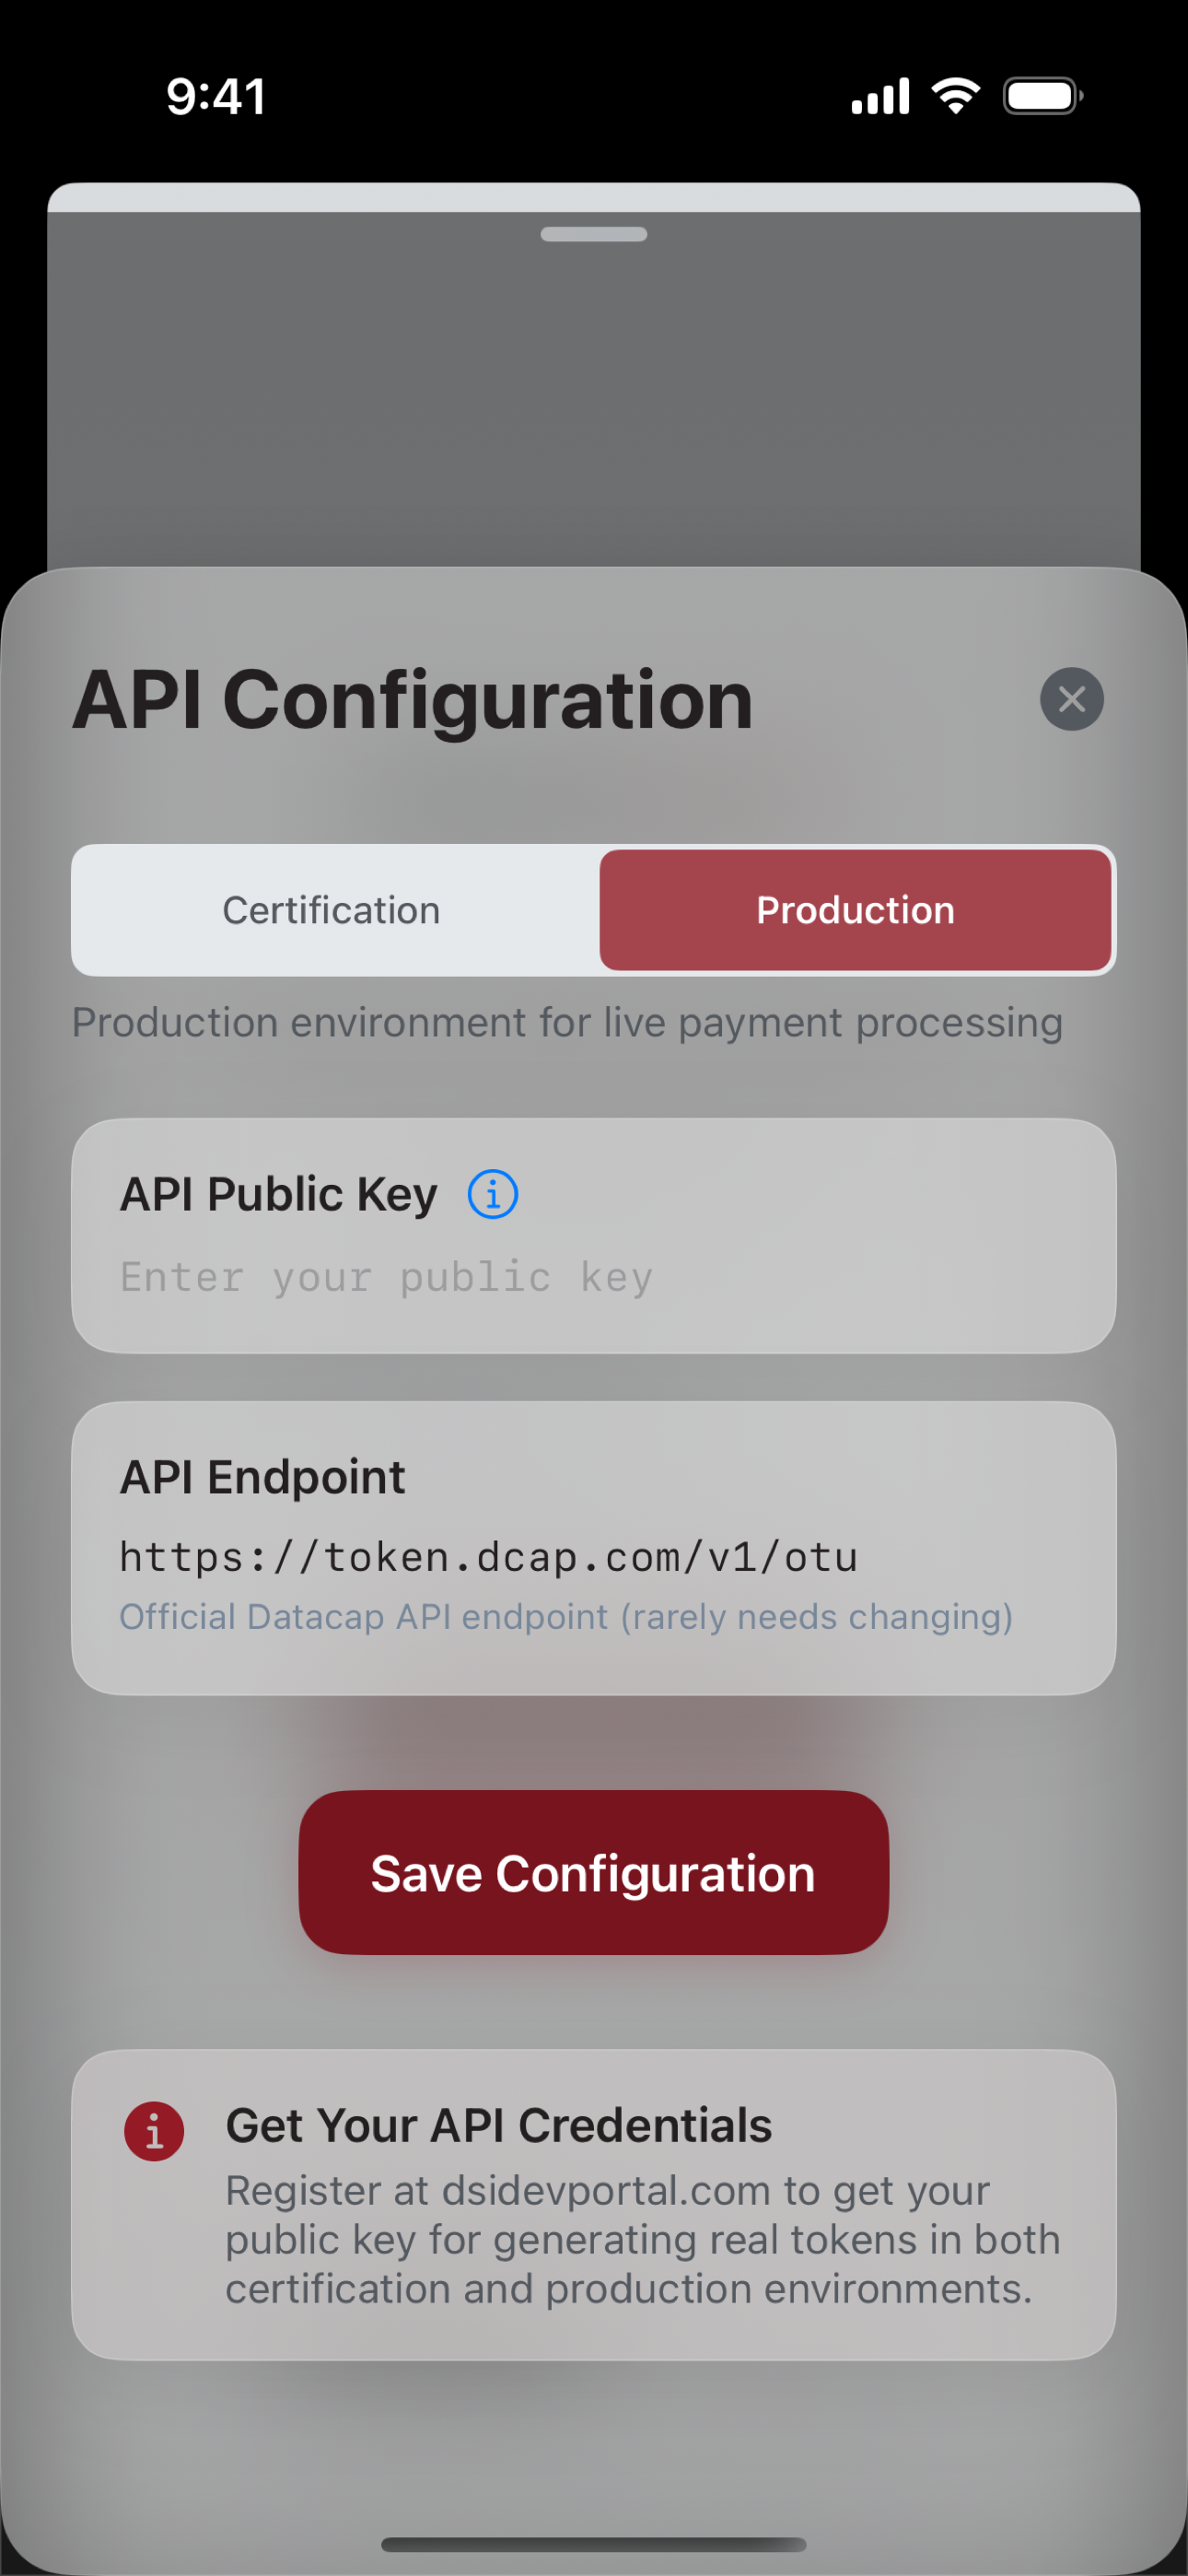 9:41
API Configuration
Certification
Production
Production environment for live payment processing
API Public Key
Enter your public key
API Endpoint
https://token.dcap.com/v1/otu
Official Datacap API endpoint (rarely needs changing)
Save Configuration
Get Your API Credentials
Register at dsidevportal.com to get your
public key for generating real tokens in both
certification and production environments.